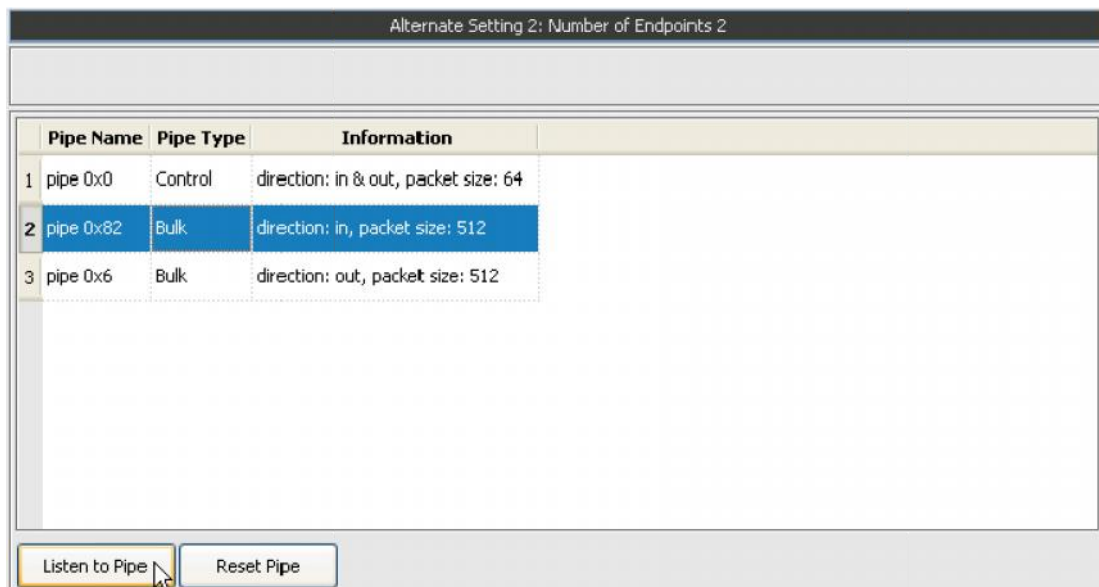 Alternate Setting 2: Number of Endpoints 2
Pipe Name Pipe Type Information
1 pipe 0x0 Control direction: in & out, packet size: 64
2 pipe 0x82 Bulk direction: in, packet size: 512
3 pipe 0x6 Bulk direction: out, packet size: 512
Listen to Pipe Reset Pipe